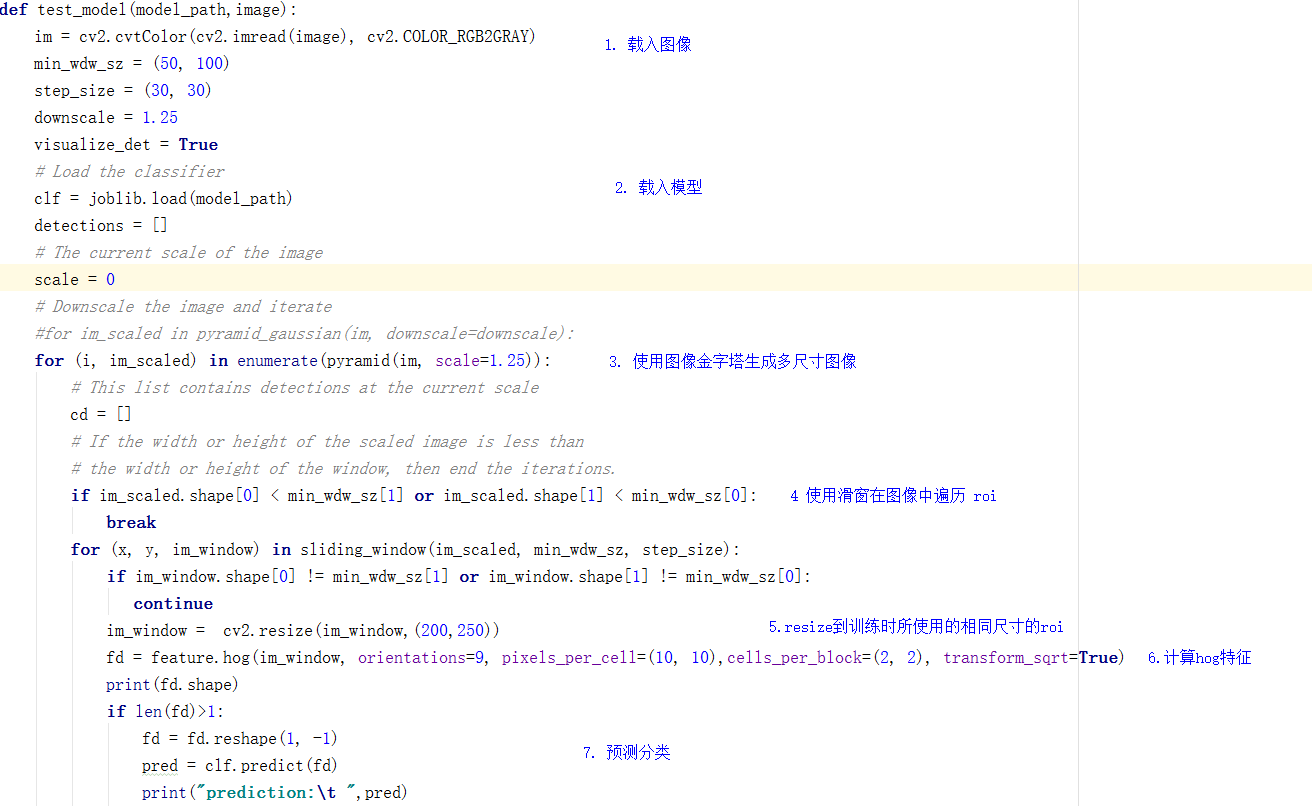 def test_model(model_path,image):
im = cv2.cvtColor(cv2.imread(image), cv2.COLOR_RGB2GRAY)
1. 载入图像
min_wdw_sz = (50, 100)
step_size = (30, 30)
downscale = 1.25
visualize_det = True
# Load the classifier
2. 载入模型
clf = joblib.load(model_path)
detections = []
# The current scale of the image
scale = 0
# Downscale the image and iterate
#for im_scaled in pyramid_gaussian(im, downscale=downscale):
for (i, im_scaled) in enumerate(pyramid(im, scale=1.25)): 3. 使用图像金字塔生成多尺寸图像
# This list contains detections at the current scale
cd = []
# If the width or height of the scaled image is less than
# the width or height of the window, then end the iterations.
if im_scaled.shape[0] < min_wdw_sz[1] or im_scaled.shape[1] < min_wdw_sz[0]: 4 使用滑窗在图像中遍历 roi
break
for (x, y, im_window) in sliding_window(im_scaled, min_wdw_sz, step_size):
if im_window.shape[0] != min_wdw_sz[1] or im_window.shape[1] != min_wdw_sz[0]:
continue
im_window = cv2.resize(im_window,(200,250)) 5.resize到训练时所使用的相同尺寸的roi
fd = feature.hog(im_window, orientations=9, pixels_per_cell=(10, 10),cells_per_block=(2, 2), transform_sqrt=True) 6.计算hog特征
print(fd.shape)
if len(fd)>1:
fd = fd.reshape(1, -1)
7. 预测分类
pred = clf.predict(fd)
print("prediction:\t ",pred)